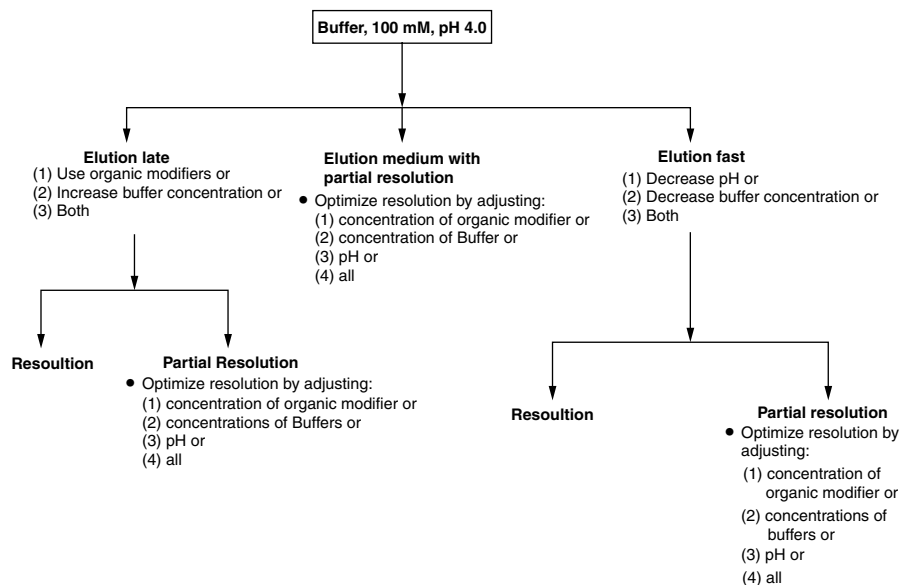 Buffer, 100 mM, pH 4.0
Elution late
(1) Use organic modifiers or
(2) Increase buffer concentration or
(3) Both
Elution medium with
partial resolution
• Optimize resolution by adjusting:
(1) concentration of organic modifier or
(2) concentration of Buffer or
(3) pH or
(4) all
Elution fast
(1) Decrease pH or
(2) Decrease buffer concentration or
(3) Both
Resoultion
Partial Resolution
• Optimize resolution by adjusting:
(1) concentration of organic modifier or
(2) concentrations of Buffers or
(3) pH or
(4) all
Resoultion
Partial resolution
• Optimize resolution by
adjusting:
(1) concentration of
organic modifier or
(2) concentrations of
buffers or
(3) pH or
(4) all